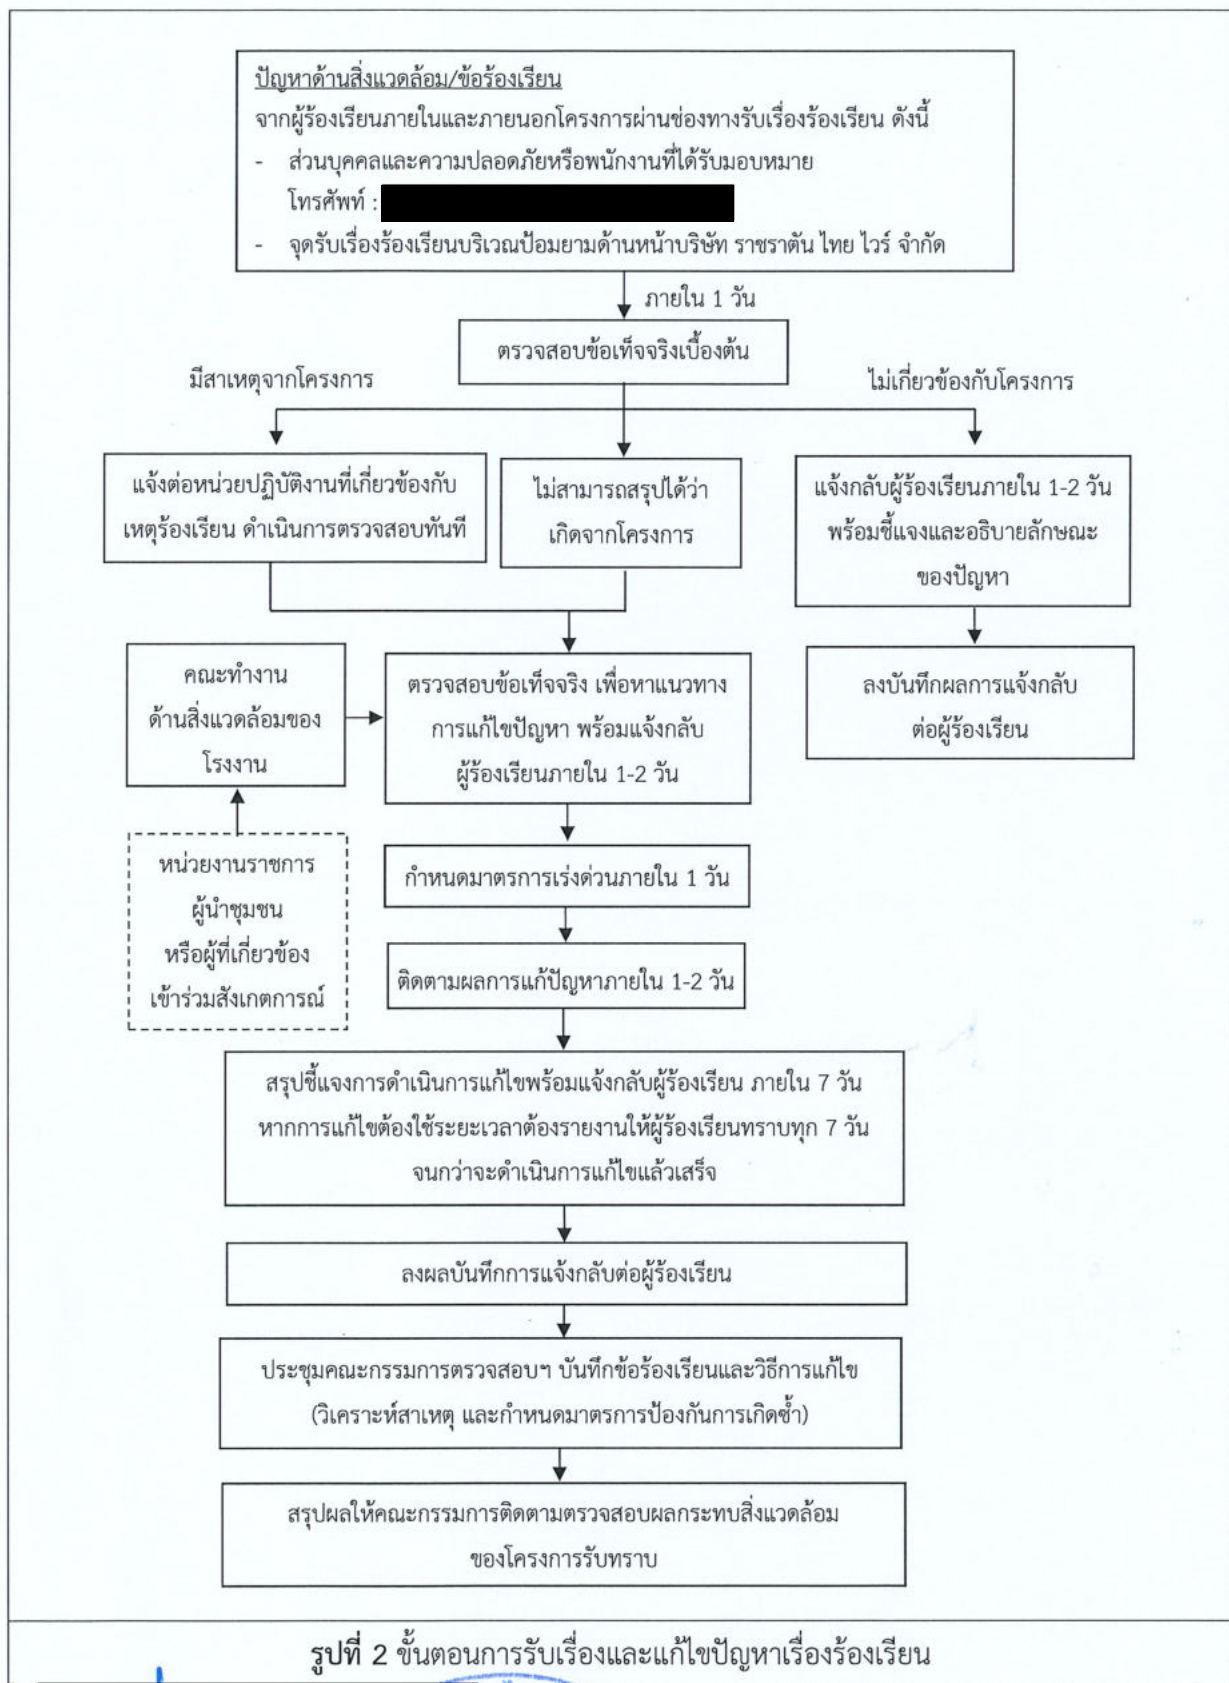 ปัญหาด้านสิ่งแวดล้อม/ข้อร้องเรียน
จากผู้ร้องเรียนภายในและภายนอกโครงการผ่านช่องทางรับเรื่องร้องเรียน ดังนี้
- ส่วนบุคคลและความปลอดภัยหรือพนักงานที่ได้รับมอบหมาย
โทรศัพท์ :
- จุดรับเรื่องร้องเรียนบริเวณป้อมยามด้านหน้าบริษัท ราชราตัน ไทย ไวร์ จำกัด
ภายใน 1 วัน
ตรวจสอบข้อเท็จจริงเบื้องต้น
มีสาเหตุจากโครงการ
ไม่เกี่ยวข้องกับโครงการ
แจ้งต่อหน่วยปฏิบัติงานที่เกี่ยวข้องกับ
เหตุร้องเรียน ดำเนินการตรวจสอบทันที
ไม่สามารถสรุปได้ว่า
เกิดจากโครงการ
แจ้งกลับผู้ร้องเรียนภายใน 1-2 วัน
พร้อมชี้แจงและอธิบายลักษณะ
ของปัญหา
คณะทำงาน
ด้านสิ่งแวดล้อมของ
โรงงาน
ตรวจสอบข้อเท็จจริง เพื่อหาแนวทาง
การแก้ไขปัญหา พร้อมแจ้งกลับ
ผู้ร้องเรียนภายใน 1-2 วัน
ลงบันทึกผลการแจ้งกลับ
ต่อผู้ร้องเรียน
หน่วยงานราชการ
ผู้นำชุมชน
หรือผู้ที่เกี่ยวข้อง
เข้าร่วมสังเกตการณ์
กำหนดมาตรการเร่งด่วนภายใน 1 วัน
ติดตามผลการแก้ปัญหาภายใน 1-2 วัน
สรุปชี้แจงการดำเนินการแก้ไขพร้อมแจ้งกลับผู้ร้องเรียน ภายใน 7 วัน
หากการแก้ไขต้องใช้ระยะเวลาต้องรายงานให้ผู้ร้องเรียนทราบทุก 7 วัน
จนกว่าจะดำเนินการแก้ไขแล้วเสร็จ
ลงผลบันทึกการแจ้งกลับต่อผู้ร้องเรียน
ประชุมคณะกรรมการตรวจสอบฯ บันทึกข้อร้องเรียนและวิธีการแก้ไข
(วิเคราะห์สาเหตุ และกำหนดมาตรการป้องกันการเกิดซ้ำ)
สรุปผลให้คณะกรรมการติดตามตรวจสอบผลกระทบสิ่งแวดล้อม
ของโครงการรับทราบ
รูปที่ 2 ขั้นตอนการรับเรื่องและแก้ไขปัญหาเรื่องร้องเรียน